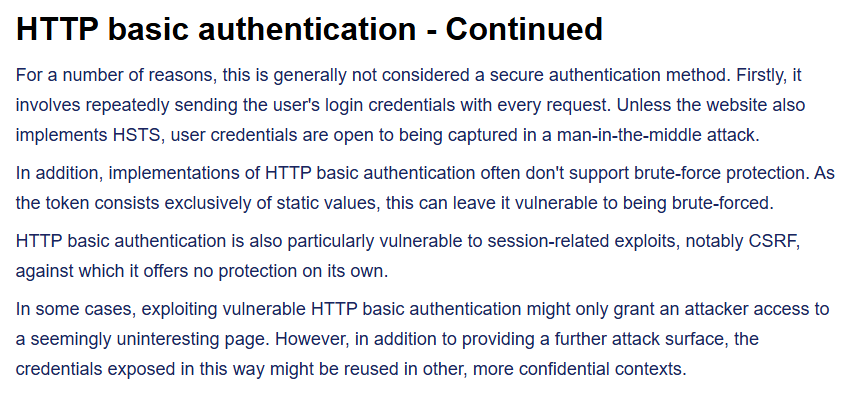 HTTP basic authentication - Continued
For a number of reasons, this is generally not considered a secure authentication method. Firstly, it
involves repeatedly sending the user's login credentials with every request. Unless the website also
implements HSTS, user credentials are open to being captured in a man-in-the-middle attack.
In addition, implementations of HTTP basic authentication often don't support brute-force protection. As
the token consists exclusively of static values, this can leave it vulnerable to being brute-forced.
HTTP basic authentication is also particularly vulnerable to session-related exploits, notably CSRF,
against which it offers no protection on its own.
In some cases, exploiting vulnerable HTTP basic authentication might only grant an attacker access to
a seemingly uninteresting page. However, in addition to providing a further attack surface, the
credentials exposed in this way might be reused in other, more confidential contexts.